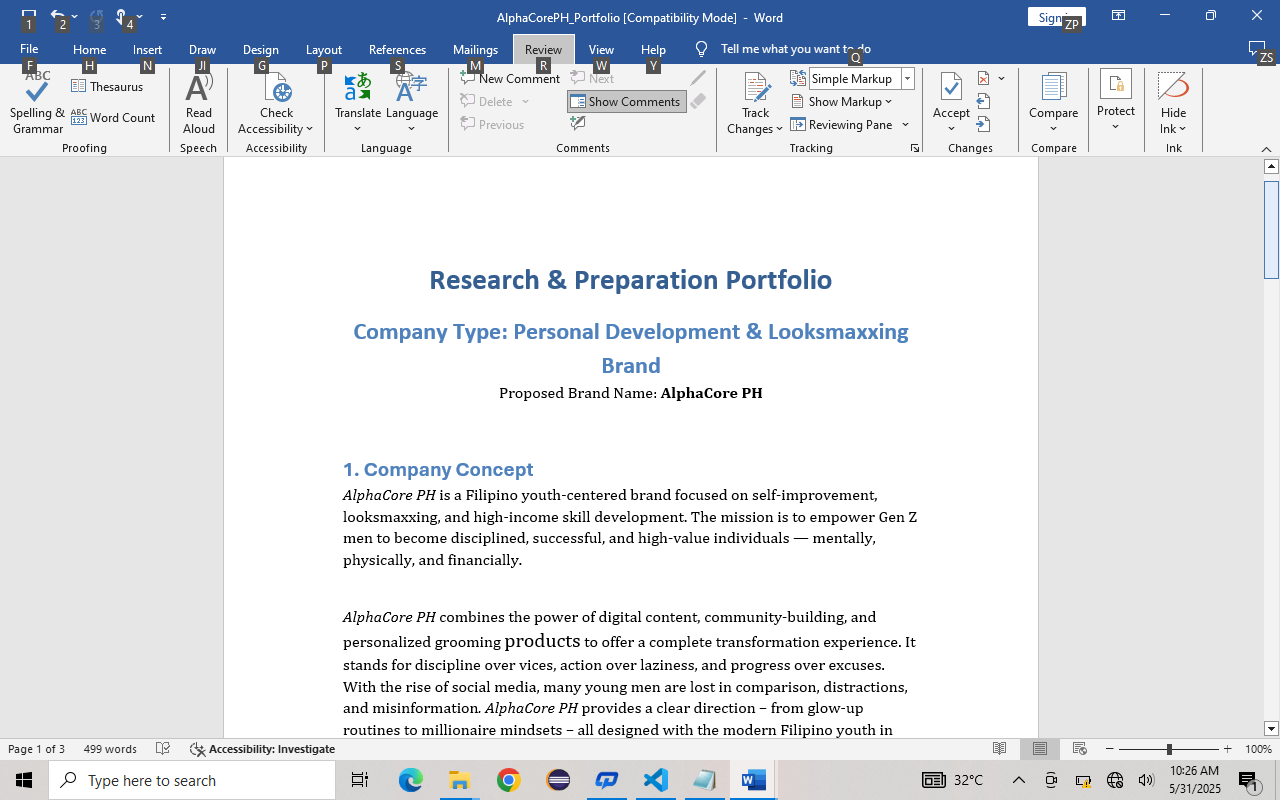 AlphaCorePH_Portfolio [Compatibility Mode] - Word
Sign in
1 2 3 4 ZP
File Home Insert Draw Design Layout References Mailings Review View Help Tell me what you want to do
F H N JI G P S M R W Y Q ZS
ABC
Spelling & Grammar
Thesaurus
ABC 123 Word Count
Proofing
A
Read Aloud
Speech
Check Accessibility
Accessibility
Translate
Language
Language
New Comment
Delete
Previous
Next
Show Comments
Comments
Track Changes
Simple Markup
Show Markup
Reviewing Pane
Tracking
Accept
Changes
Compare
Compare
Protect
Hide Ink
Ink
Research & Preparation Portfolio
Company Type: Personal Development & Looksmaxxing
Brand
Proposed Brand Name: AlphaCore PH
1. Company Concept
AlphaCore PH is a Filipino youth-centered brand focused on self-improvement,
looksmaxxing, and high-income skill development. The mission is to empower Gen Z
men to become disciplined, successful, and high-value individuals — mentally,
physically, and financially.
AlphaCore PH combines the power of digital content, community-building, and
personalized grooming products to offer a complete transformation experience. It
stands for discipline over vices, action over laziness, and progress over excuses.
With the rise of social media, many young men are lost in comparison, distractions,
and misinformation. AlphaCore PH provides a clear direction – from glow-up
routines to millionaire mindsets – all designed with the modern Filipino youth in
Page 1 of 3 499 words Accessibility: Investigate 100%
Type here to search
32°C
10:26 AM
5/31/2025
1